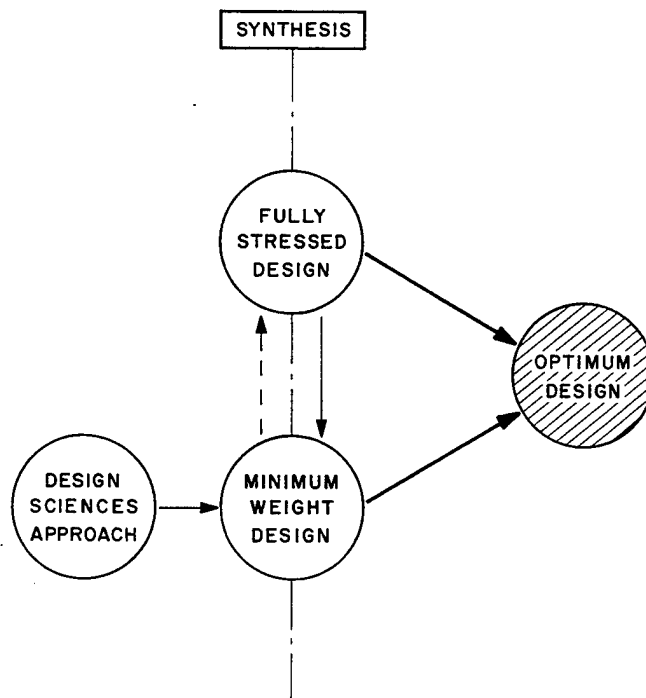 SYNTHESIS
FULLY
STRESSED
DESIGN
OPTIMUM
DESIGN
DESIGN
SCIENCES
APPROACH
MINIMUM
WEIGHT
DESIGN